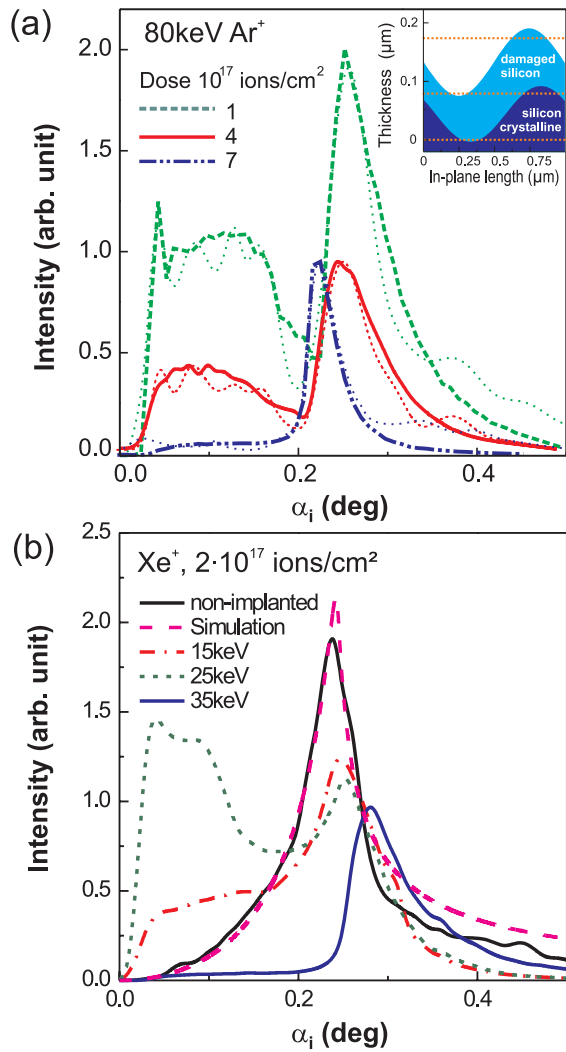 (a)
80keV Ar⁺
Dose 10¹⁷ ions/cm²
1
4
7
Intensity (arb. unit)
2.0
1.5
1.0
0.5
0.0
0.0
0.2
0.4
αᵢ (deg)
Thickness (µm)
0.2
0.1
0
damaged
silicon
silicon
crystalline
0
0.25
0.5
0.75
In-plane length (µm)
(b)
Xe⁺, 2·10¹⁷ ions/cm²
non-implanted
Simulation
15keV
25keV
35keV
Intensity (arb. unit)
2.5
2.0
1.5
1.0
0.5
0.0
0.0
0.2
0.4
αᵢ (deg)